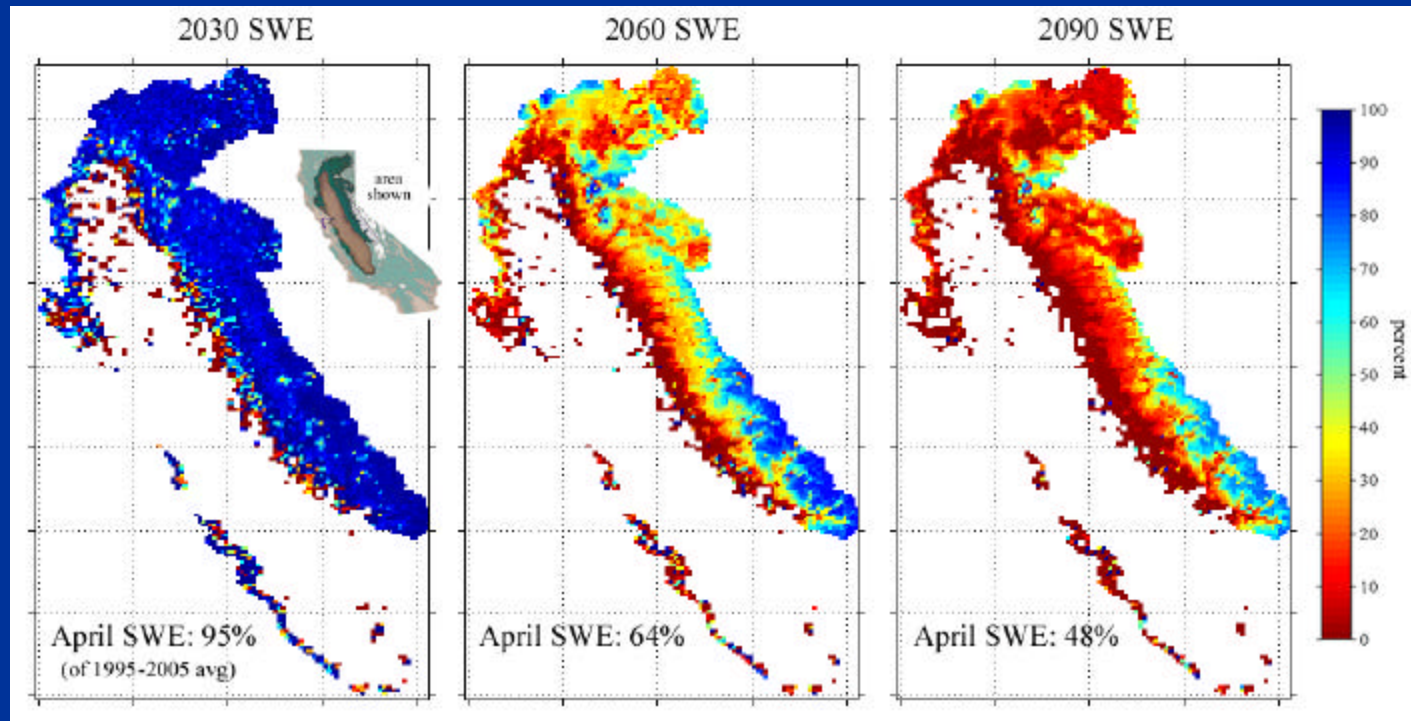 2030 SWE
2060 SWE
2090 SWE
area
shown
100
90
80
70
60
50
40
30
20
10
0
percent
April SWE: 95%
(of 1995-2005 avg)
April SWE: 64%
April SWE: 48%